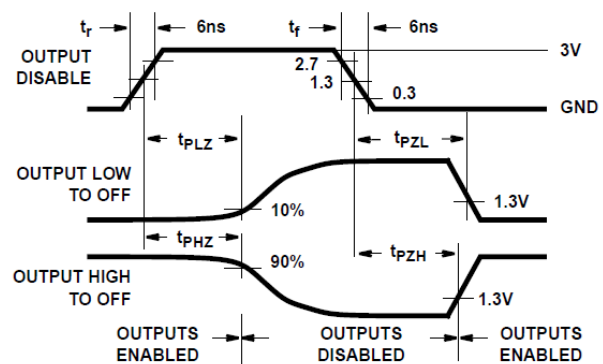 tr 6ns tf 6ns
OUTPUT
DISABLE
3V
2.7
1.3
0.3
GND
tPLZ tPZL
OUTPUT LOW
TO OFF
10%
1.3V
tPHZ tPZH
90%
OUTPUT HIGH
TO OFF
1.3V
OUTPUTS
ENABLED
OUTPUTS
DISABLED
OUTPUTS
ENABLED